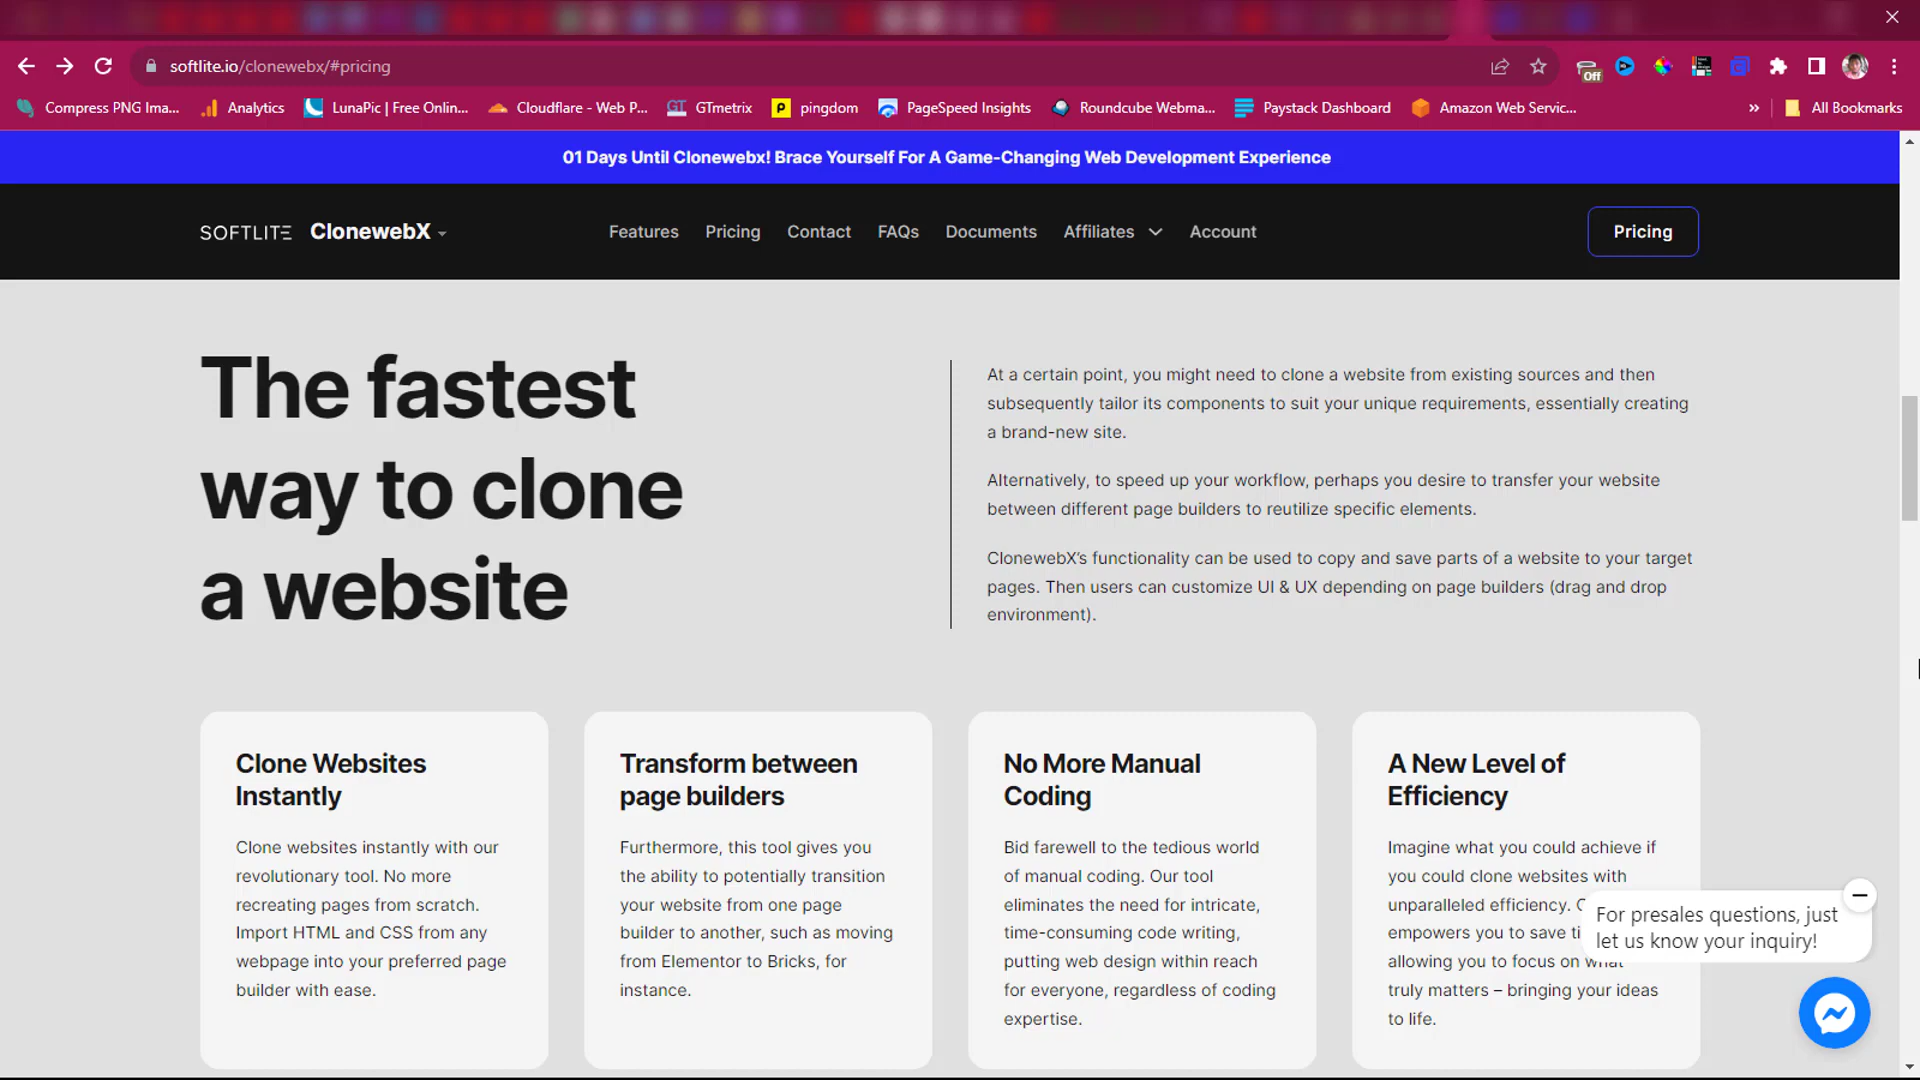 softlite.io/clonewebx/#pricing
Off
Compress PNG Ima...
Analytics
LunaPic | Free Onlin...
Cloudflare - Web P...
GTmetrix
pingdom
PageSpeed Insights
Roundcube Webma...
Paystack Dashboard
Amazon Web Servic...
»
All Bookmarks
01 Days Until Clonewebx! Brace Yourself For A Game-Changing Web Development Experience
SOFTLITE ClonewebX
Features
Pricing
Contact
FAQs
Documents
Affiliates
Account
Pricing
The fastest
way to clone
a website
At a certain point, you might need to clone a website from existing sources and then
subsequently tailor its components to suit your unique requirements, essentially creating
a brand-new site.
Alternatively, to speed up your workflow, perhaps you desire to transfer your website
between different page builders to reutilize specific elements.
ClonewebX's functionality can be used to copy and save parts of a website to your target
pages. Then users can customize UI & UX depending on page builders (drag and drop
environment).
Clone Websites
Instantly
Clone websites instantly with our
revolutionary tool. No more
recreating pages from scratch.
Import HTML and CSS from any
webpage into your preferred page
builder with ease.
Transform between
page builders
Furthermore, this tool gives you
the ability to potentially transition
your website from one page
builder to another, such as moving
from Elementor to Bricks, for
instance.
No More Manual
Coding
Bid farewell to the tedious world
of manual coding. Our tool
eliminates the need for intricate,
time-consuming code writing,
putting web design within reach
for everyone, regardless of coding
expertise.
A New Level of
Efficiency
Imagine what you could achieve if
you could clone websites with
unparalleled efficiency.
empowers you to save
allowing you to focus on what
truly matters – bringing your ideas
to life.
For presales questions, just
let us know your inquiry!